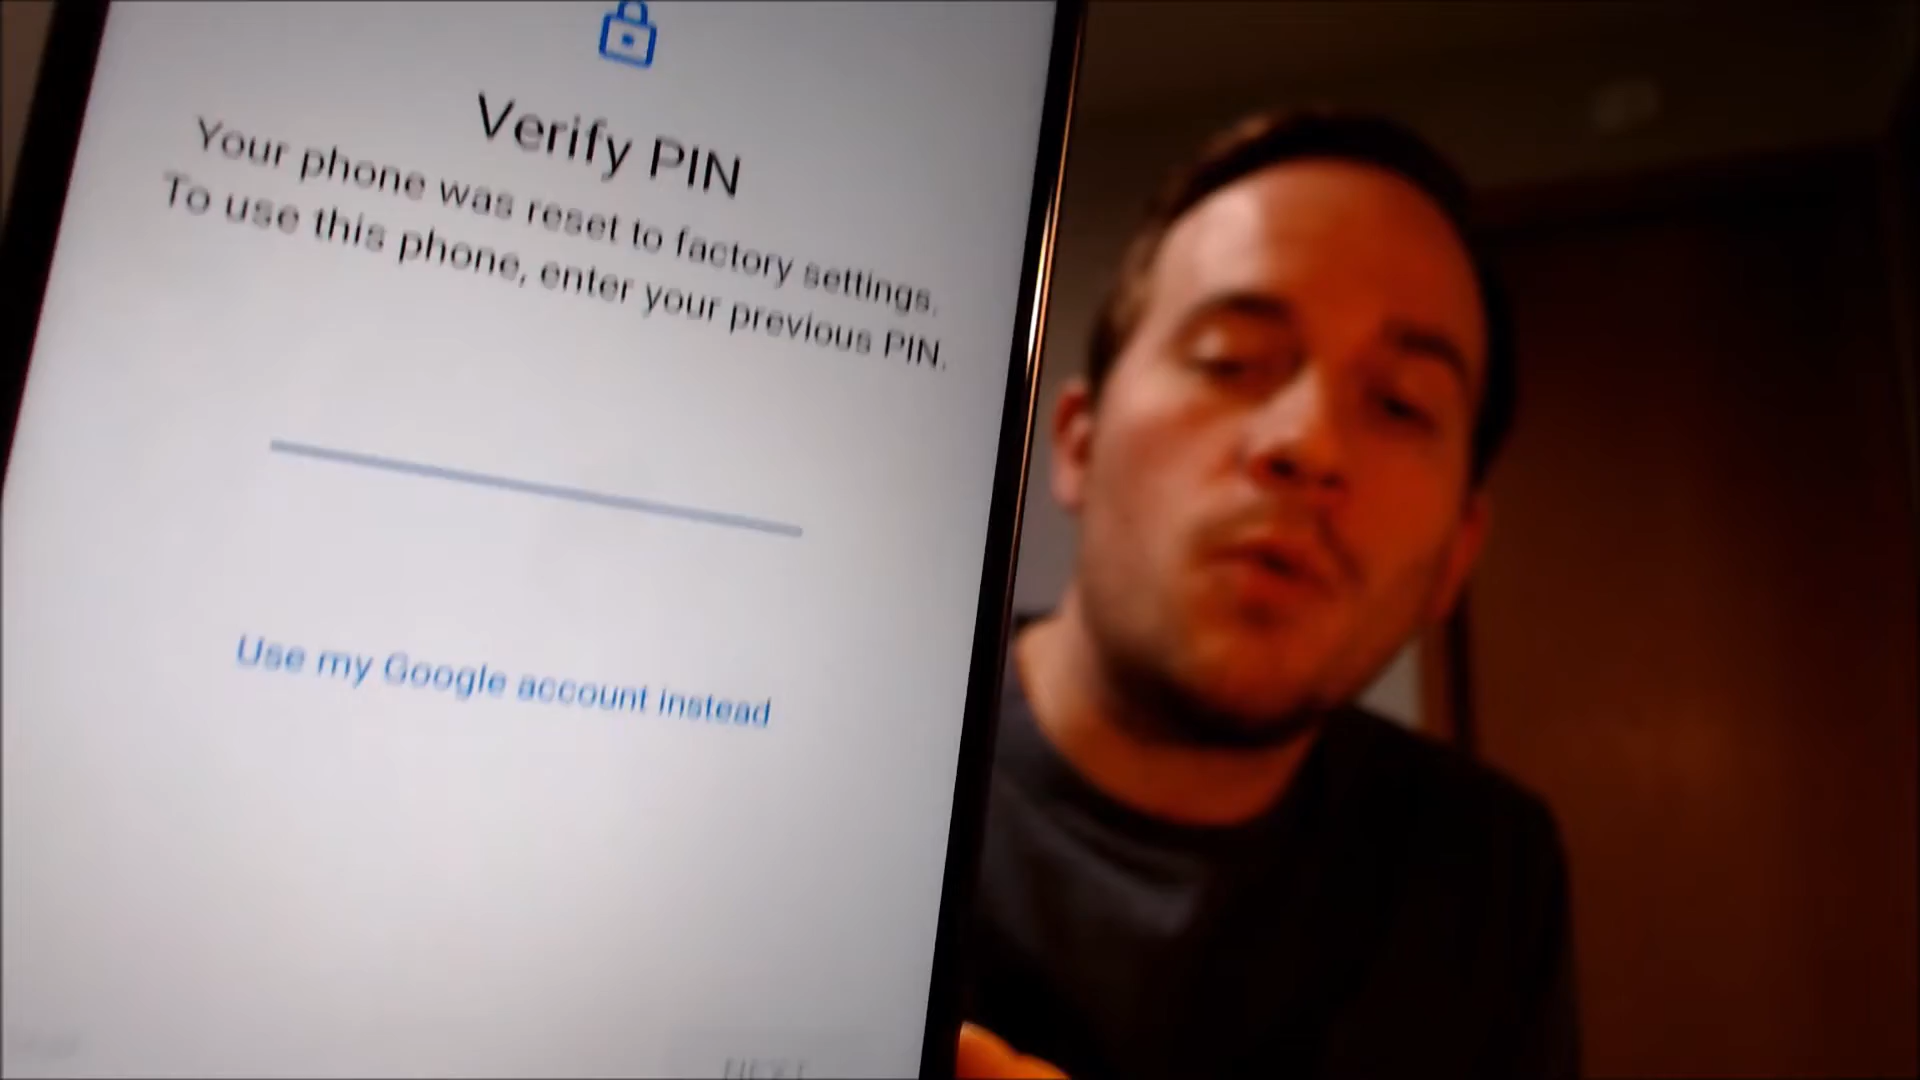 Verify PIN
Your phone was reset to factory settings.
To use this phone, enter your previous PIN.
Use my Google account instead
NEXT